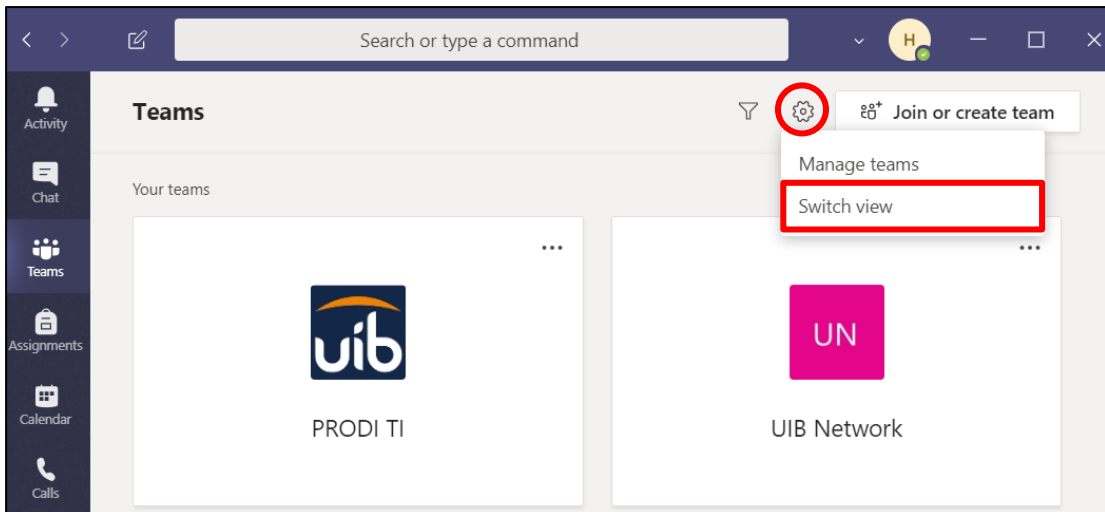 Search or type a command
H
Activity
Teams
Join or create team
Manage teams
Chat
Your teams
Switch view
Teams
uib
UN
Assignments
Calendar
PRODI TI
UIB Network
Calls